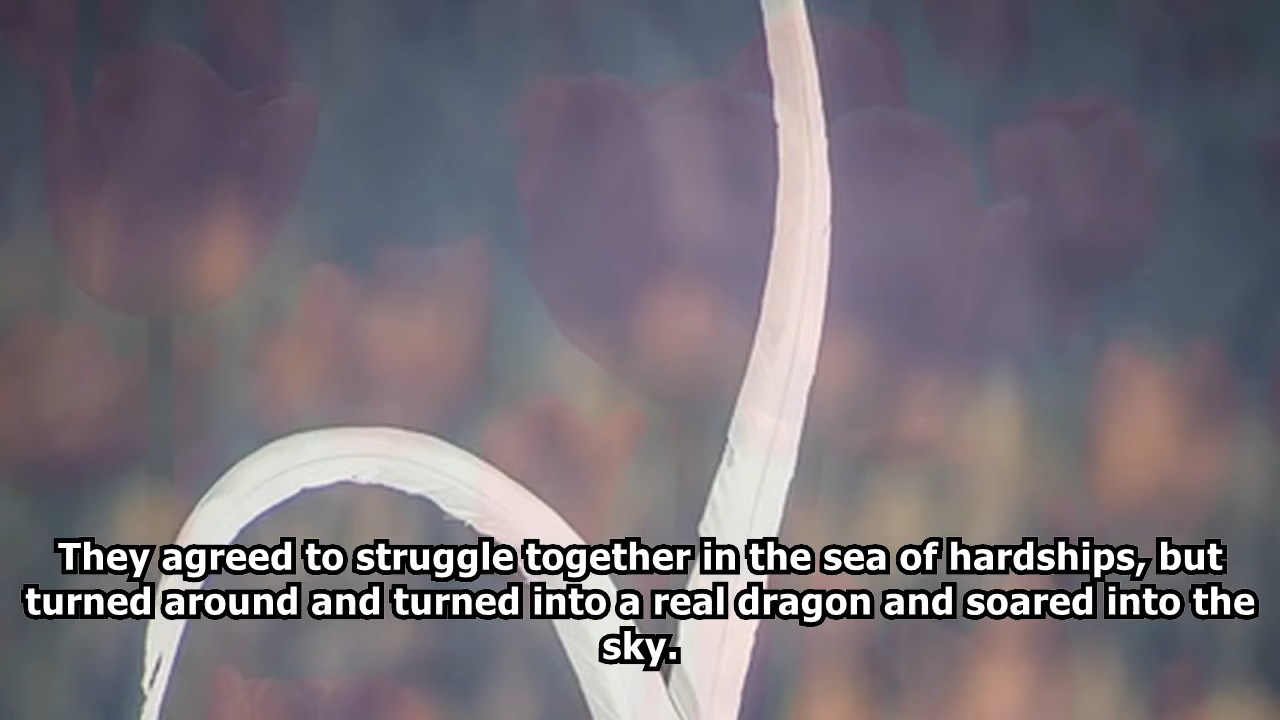 They agreed to struggle together in the sea of hardships, but
turned around and turned into a real dragon and soared into the
sky.